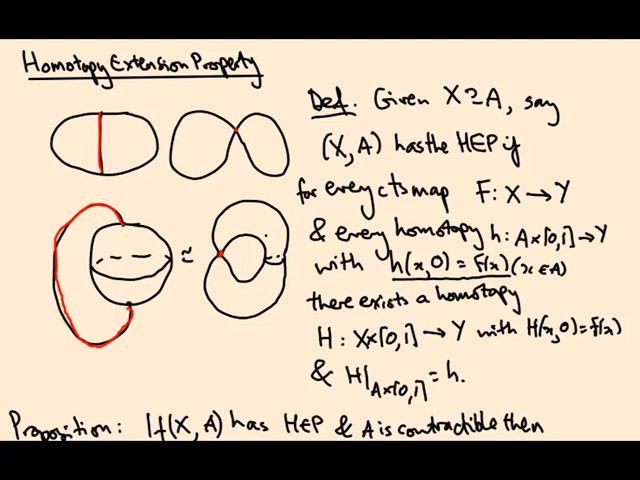 Homotopy Extension Property
Def. Given X ⊇ A, say
(X, A) has the HEP if
for every cts map F: X → Y
& every homotopy h: A×[0,1] → Y
with h(x,0) = F(x) (x ∈ A)
there exists a homotopy
H: X×[0,1] → Y with H(x,0) = F(x)
& H|A×[0,1] = h.
≃
Proposition: If (X, A) has HEP & A is contractible then